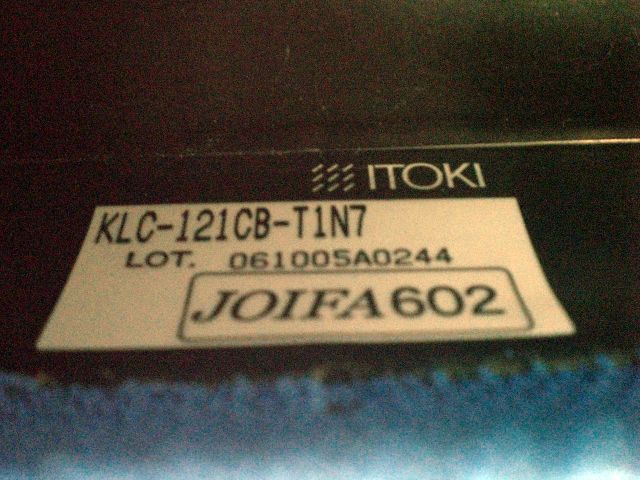 ITOKI
KLC-121CB-T1N7
LOT. 061005A0244
JOIFA602